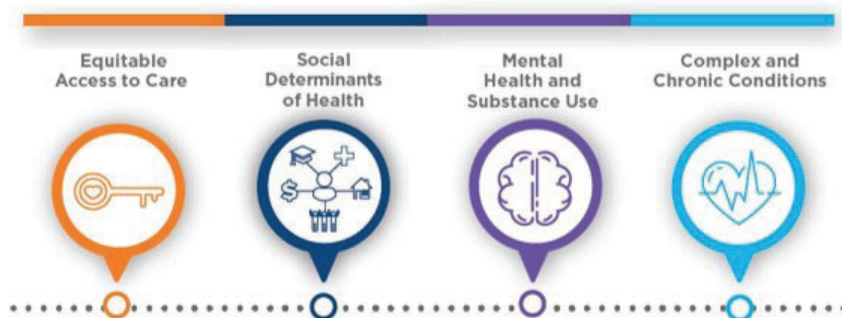 Equitable
Access to Care
Social
Determinants
of Health
Mental
Health and
Substance Use
Complex and
Chronic Conditions
$